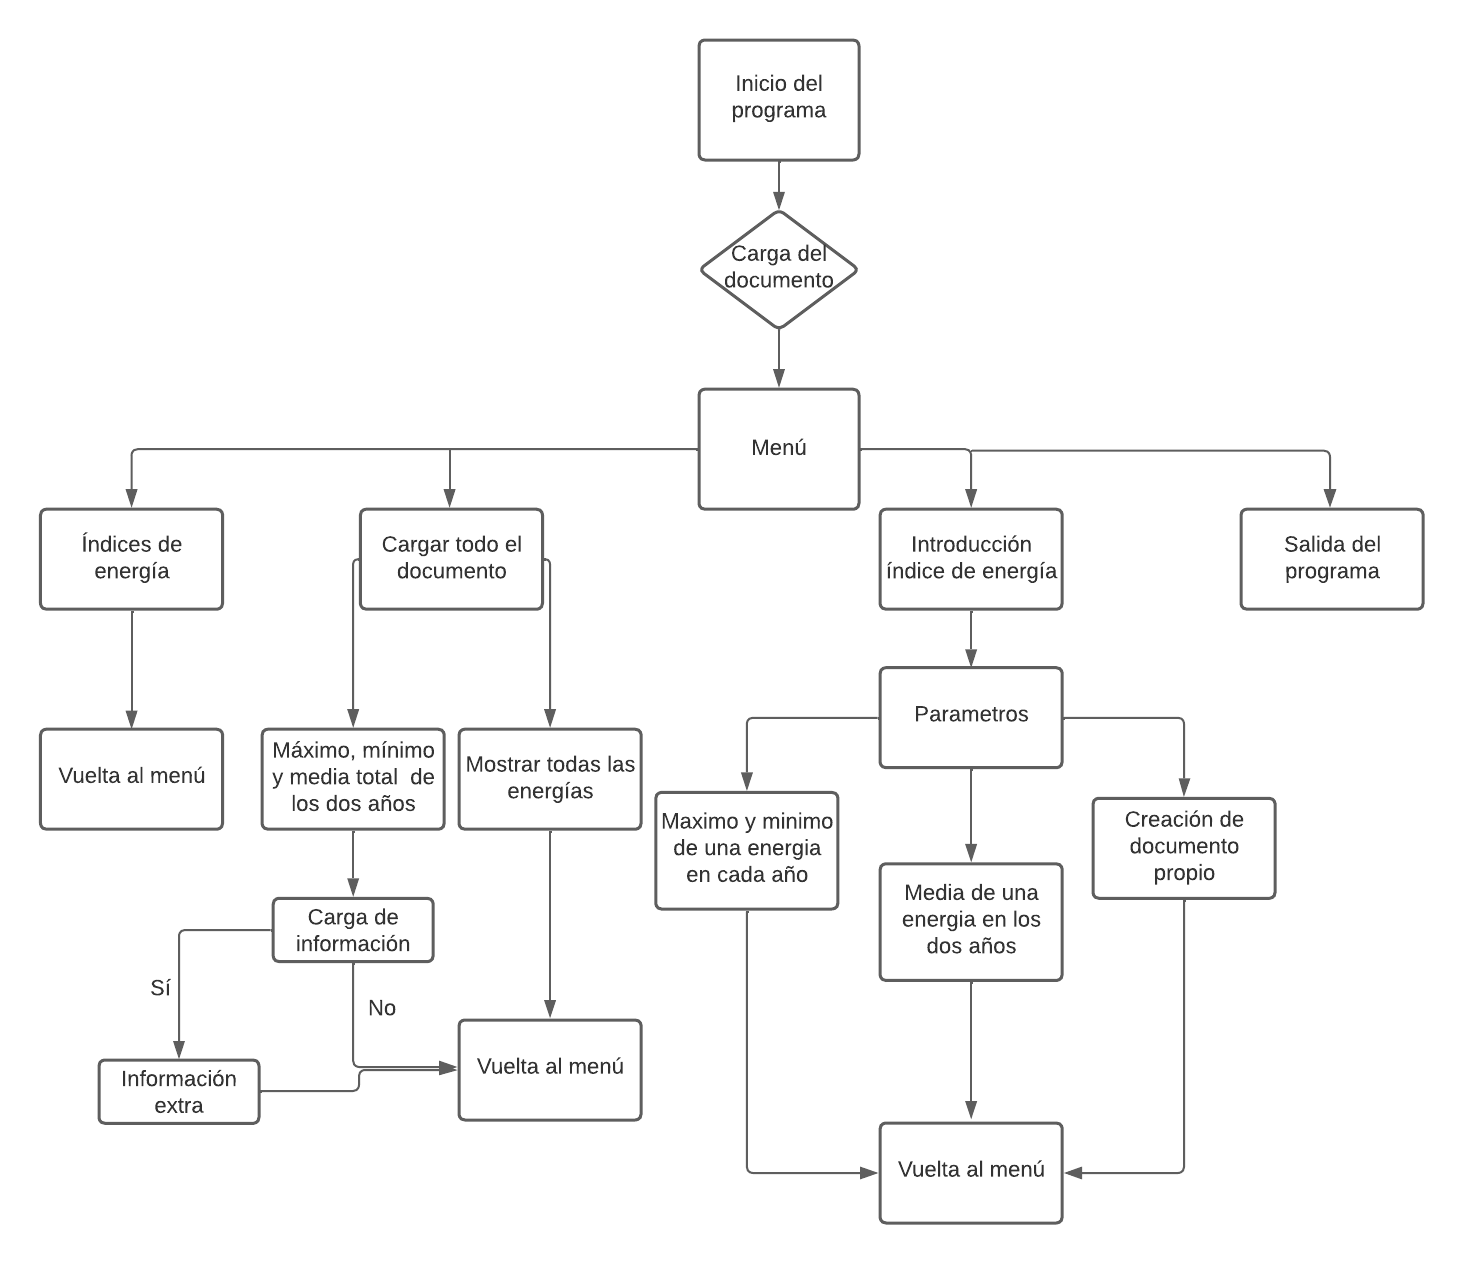 Inicio del
programa
Carga del
documento
Menú
Índices de
energía
Cargar todo el
documento
Introducción
índice de energía
Salida del
programa
Parametros
Vuelta al menú
Máximo, mínimo
y media total  de
los dos años
Mostrar todas las
energías
Maximo y minimo
de una energia
en cada año
Creación de
documento
propio
Media de una
energia en los
dos años
Carga de
información
Sí
No
Información
extra
Vuelta al menú
Vuelta al menú